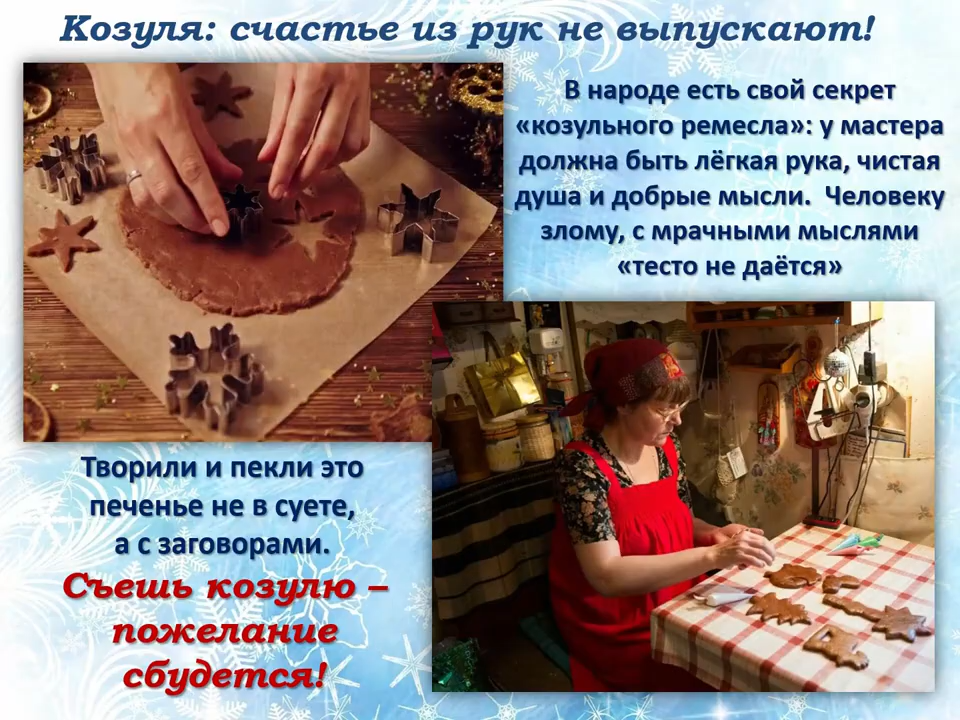 Козуля: счастье из рук не выпускают!
В народе есть свой секрет
«козульного ремесла»: у мастера
должна быть лёгкая рука, чистая
душа и добрые мысли. Человеку
злому, с мрачными мыслями
«тесто не даётся»
Творили и пекли это
печенье не в суете,
а с заговорами.
Съешь козулю –
пожелание
сбудется!